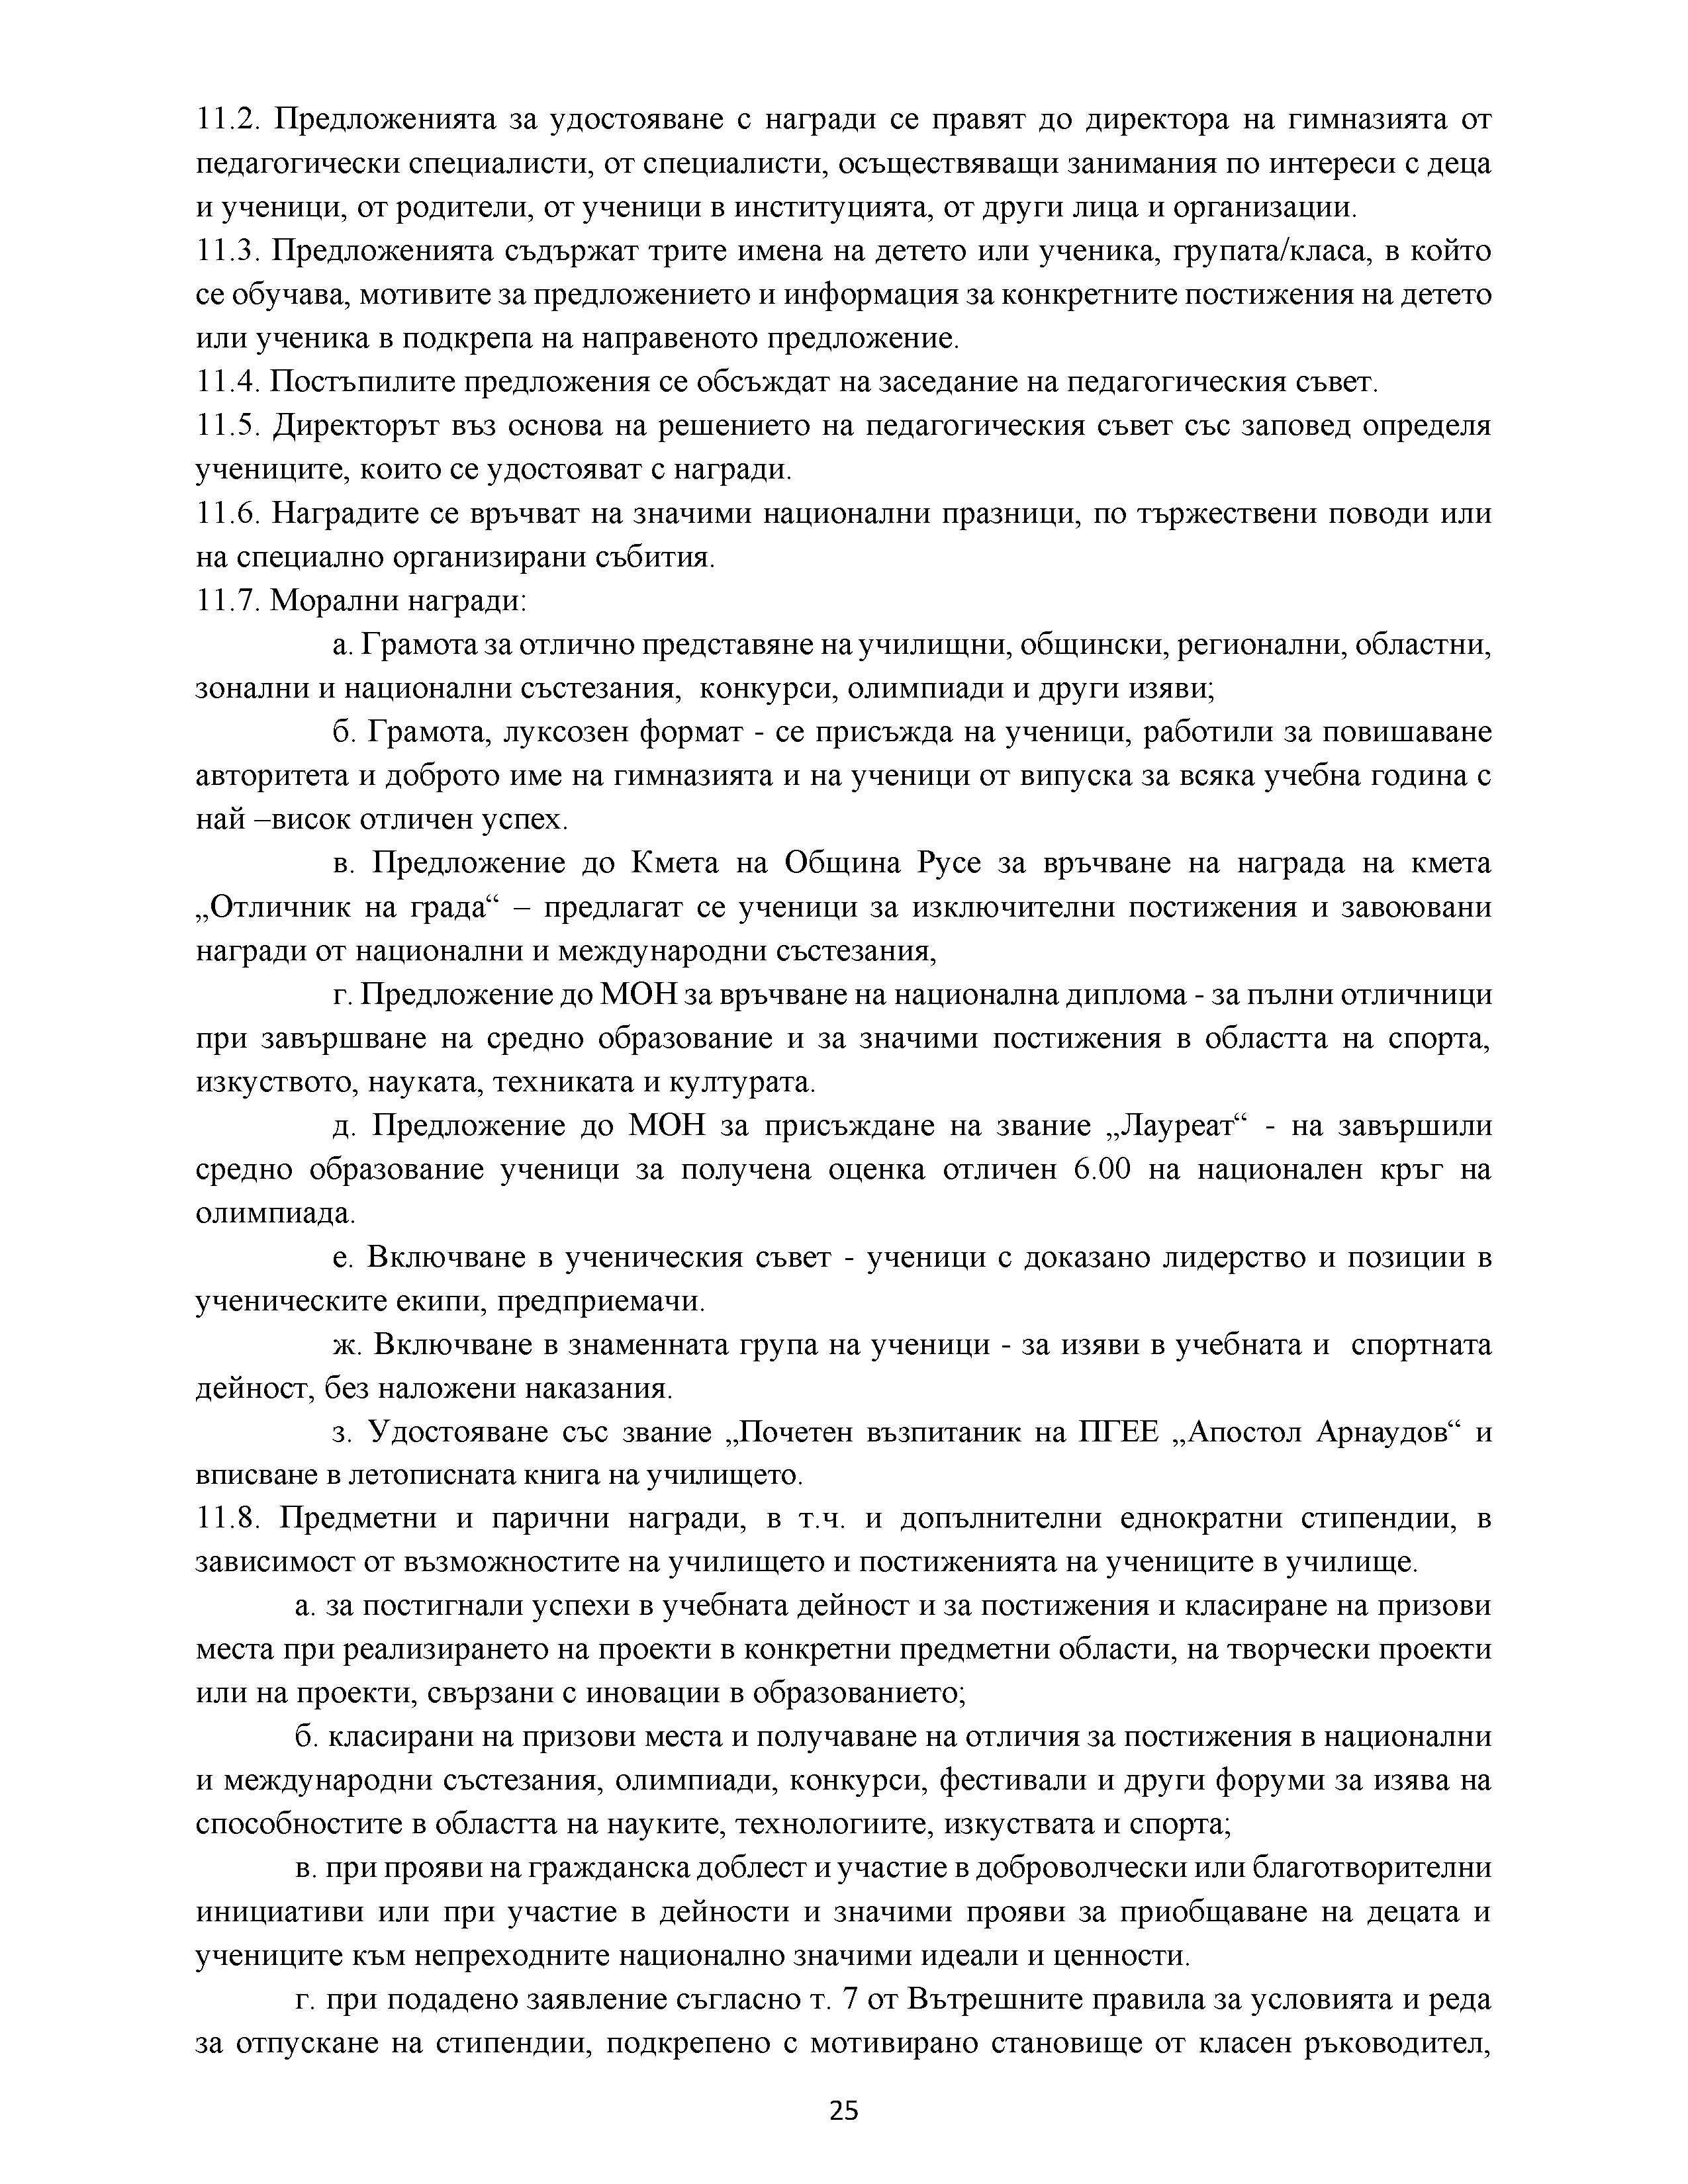 11.2. Предложенията за удостояване с награди се правят до директора на гимназията от
педагогически специалисти, от специалисти, осъществяващи занимания по интереси с деца
и ученици, от родители, от ученици в институцията, от други лица и организации.
11.3. Предложенията съдържат трите имена на детето или ученика, групата/класа, в който
се обучава, мотивите за предложението и информация за конкретните постижения на детето
или ученика в подкрепа на направеното предложение.
11.4. Постъпилите предложения се обсъждат на заседание на педагогическия съвет.
11.5. Директорът въз основа на решението на педагогическия съвет със заповед определя
учениците, които се удостояват с награди.
11.6. Наградите се връчват на значими национални празници, по тържествени поводи или
на специално организирани събития.
11.7. Морални награди:
а. Грамота за отлично представяне на училищни, общински, регионални, областни,
зонални и национални състезания,  конкурси, олимпиади и други изяви;
б. Грамота, луксозен формат - се присъжда на ученици, работили за повишаване
авторитета и доброто име на гимназията и на ученици от випуска за всяка учебна година с
най –висок отличен успех.
в. Предложение до Кмета на Община Русе за връчване на награда на кмета
„Отличник на града“ – предлагат се ученици за изключителни постижения и завоювани
награди от национални и международни състезания,
г. Предложение до МОН за връчване на национална диплома - за пълни отличници
при завършване на средно образование и за значими постижения в областта на спорта,
изкуството, науката, техниката и културата.
д. Предложение до МОН за присъждане на звание „Лауреат“ - на завършили
средно образование ученици за получена оценка отличен 6.00 на национален кръг на
олимпиада.
е. Включване в ученическия съвет - ученици с доказано лидерство и позиции в
ученическите екипи, предприемачи.
ж. Включване в знаменната група на ученици - за изяви в учебната и  спортната
дейност, без наложени наказания.
з. Удостояване със звание „Почетен възпитаник на ПГЕЕ „Апостол Арнаудов“ и
вписване в летописната книга на училището.
11.8. Предметни и парични награди, в т.ч. и допълнителни еднократни стипендии, в
зависимост от възможностите на училището и постиженията на учениците в училище.
а. за постигнали успехи в учебната дейност и за постижения и класиране на призови
места при реализирането на проекти в конкретни предметни области, на творчески проекти
или на проекти, свързани с иновации в образованието;
б. класирани на призови места и получаване на отличия за постижения в национални
и международни състезания, олимпиади, конкурси, фестивали и други форуми за изява на
способностите в областта на науките, технологиите, изкуствата и спорта;
в. при прояви на гражданска доблест и участие в доброволчески или благотворителни
инициативи или при участие в дейности и значими прояви за приобщаване на децата и
учениците към непреходните национално значими идеали и ценности.
г. при подадено заявление съгласно т. 7 от Вътрешните правила за условията и реда
за отпускане на стипендии, подкрепено с мотивирано становище от класен ръководител,
25